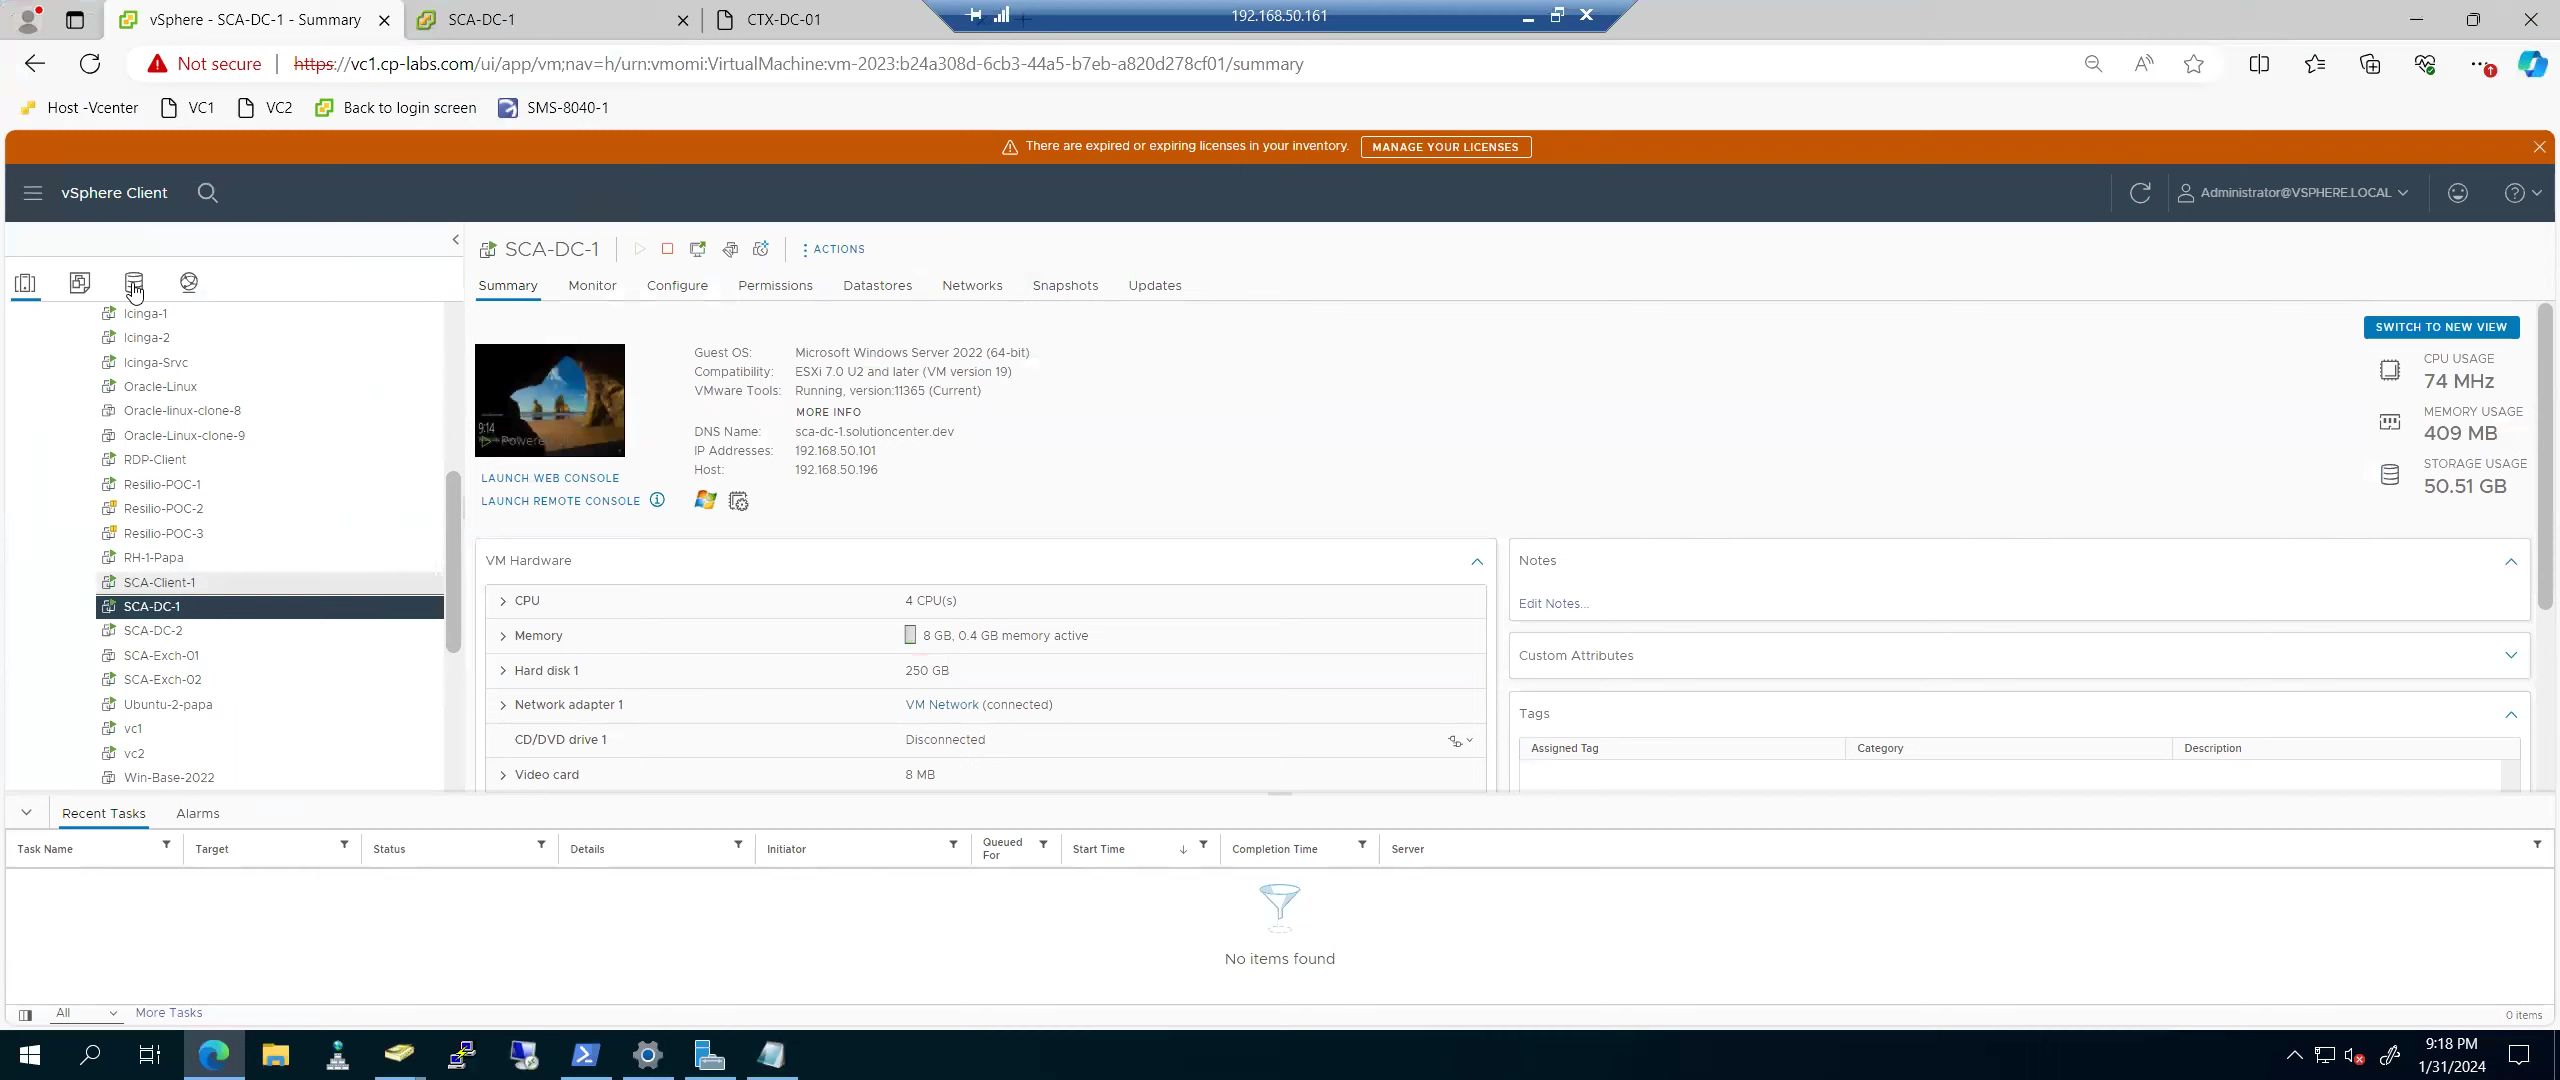 vSphere - SCA-DC-1 - Summary
SCA-DC-1
CTX-DC-01
192.168.50.161
Not secure
https://vc1.cp-labs.com/ui/app/vm;nav=h/urn:vmomi:VirtualMachine:vm-2023:b24a308d-6cb3-44a5-b7eb-a820d278cf01/summary
Host -Vcenter
VC1
VC2
Back to login screen
SMS-8040-1
There are expired or expiring licenses in your inventory.
MANAGE YOUR LICENSES
vSphere Client
Administrator@VSPHERE.LOCAL
SCA-DC-1
ACTIONS
Summary
Monitor
Configure
Permissions
Datastores
Networks
Snapshots
Updates
Icinga-1
Icinga-2
Icinga-Srvc
Oracle-Linux
Oracle-linux-clone-8
Oracle-Linux-clone-9
RDP-Client
Resilio-POC-1
Resilio-POC-2
Resilio-POC-3
RH-1-Papa
SCA-Client-1
SCA-DC-1
SCA-DC-2
SCA-Exch-01
SCA-Exch-02
Ubuntu-2-papa
vc1
vc2
Win-Base-2022
SWITCH TO NEW VIEW
9:14
Guest OS: Microsoft Windows Server 2022 (64-bit)
Compatibility: ESXi 7.0 U2 and later (VM version 19)
VMware Tools: Running, version:11365 (Current)
MORE INFO
DNS Name: sca-dc-1.solutioncenter.dev
IP Addresses: 192.168.50.101
Host: 192.168.50.196
LAUNCH WEB CONSOLE
LAUNCH REMOTE CONSOLE
CPU USAGE
74 MHz
MEMORY USAGE
409 MB
STORAGE USAGE
50.51 GB
VM Hardware
CPU 4 CPU(s)
Memory 8 GB, 0.4 GB memory active
Hard disk 1 250 GB
Network adapter 1 VM Network (connected)
CD/DVD drive 1 Disconnected
Video card 8 MB
Notes
Edit Notes...
Custom Attributes
Tags
Assigned Tag Category Description
Recent Tasks
Alarms
Task Name Target Status Details Initiator Queued For Start Time Completion Time Server
No items found
All
More Tasks
0 items
9:18 PM
1/31/2024